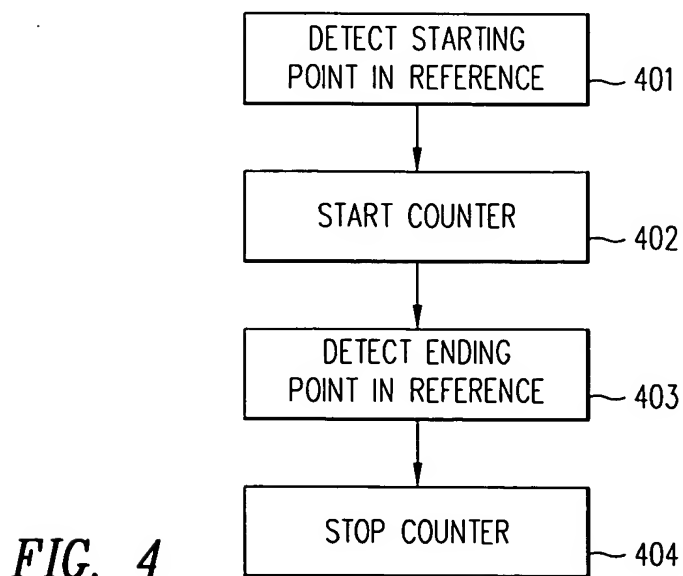 DETECT STARTING
POINT IN REFERENCE
401
START COUNTER
402
DETECT ENDING
POINT IN REFERENCE
403
STOP COUNTER
404
FIG. 4